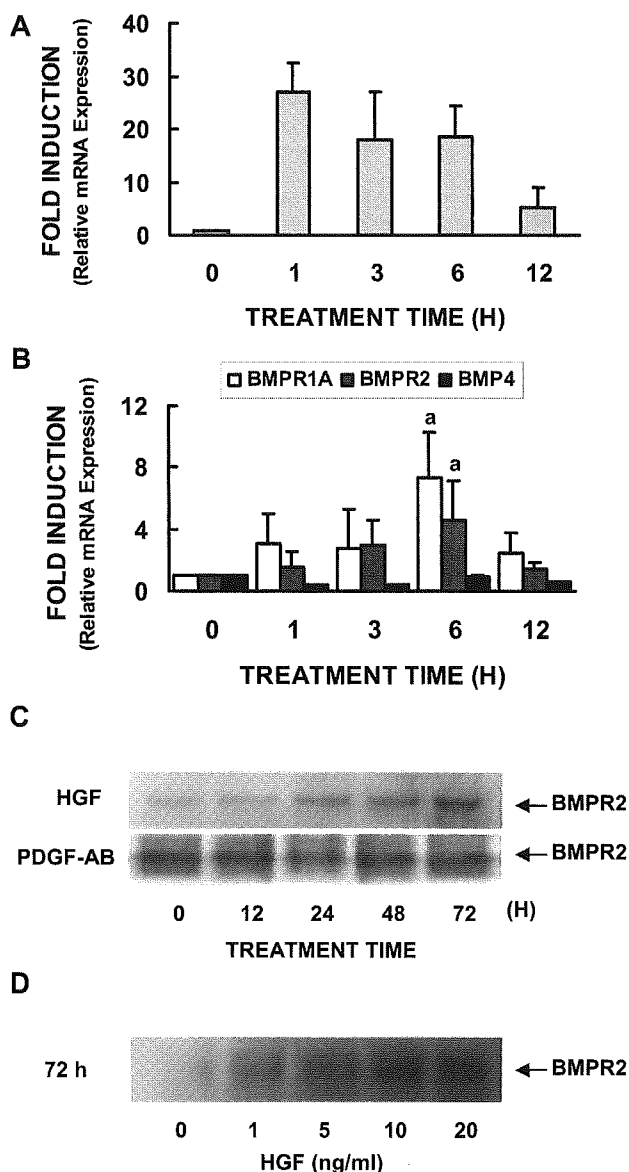 A
FOLD INDUCTION
(Relative mRNA Expression)
40
30
20
10
0
0 1 3 6 12
TREATMENT TIME (H)
B
BMPR1A BMPR2 BMP4
FOLD INDUCTION
(Relative mRNA Expression)
12
8
4
0
a a
0 1 3 6 12
TREATMENT TIME (H)
C
HGF ← BMPR2
PDGF-AB ← BMPR2
0 12 24 48 72 (H)
TREATMENT TIME
D
72 h ← BMPR2
0 1 5 10 20
HGF (ng/ml)